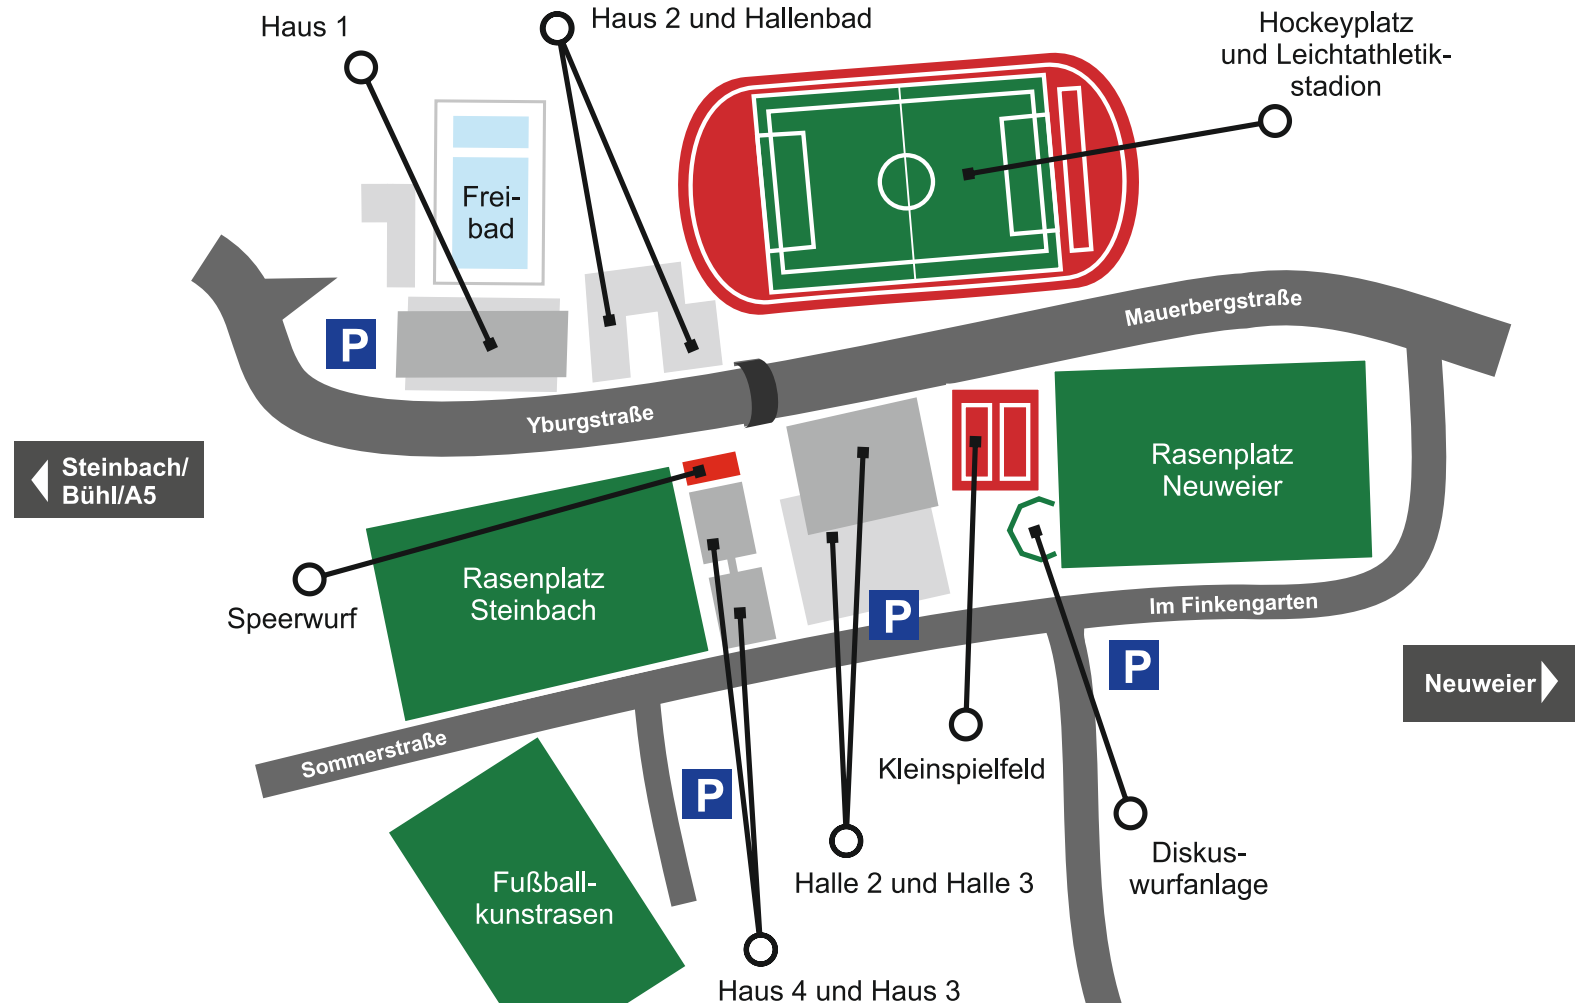 Haus 1
Haus 2 und Hallenbad
Hockeyplatz
und Leichtathletik-
stadion
Frei-
bad
P
Mauerbergstraße
Yburgstraße
Steinbach/
Bühl/A5
Rasenplatz
Neuweier
Rasenplatz
Steinbach
Speerwurf
P
Im Finkengarten
P
Neuweier
Sommerstraße
P
Kleinspielfeld
Diskus-
wurfanlage
Halle 2 und Halle 3
Fußball-
kunstrasen
Haus 4 und Haus 3